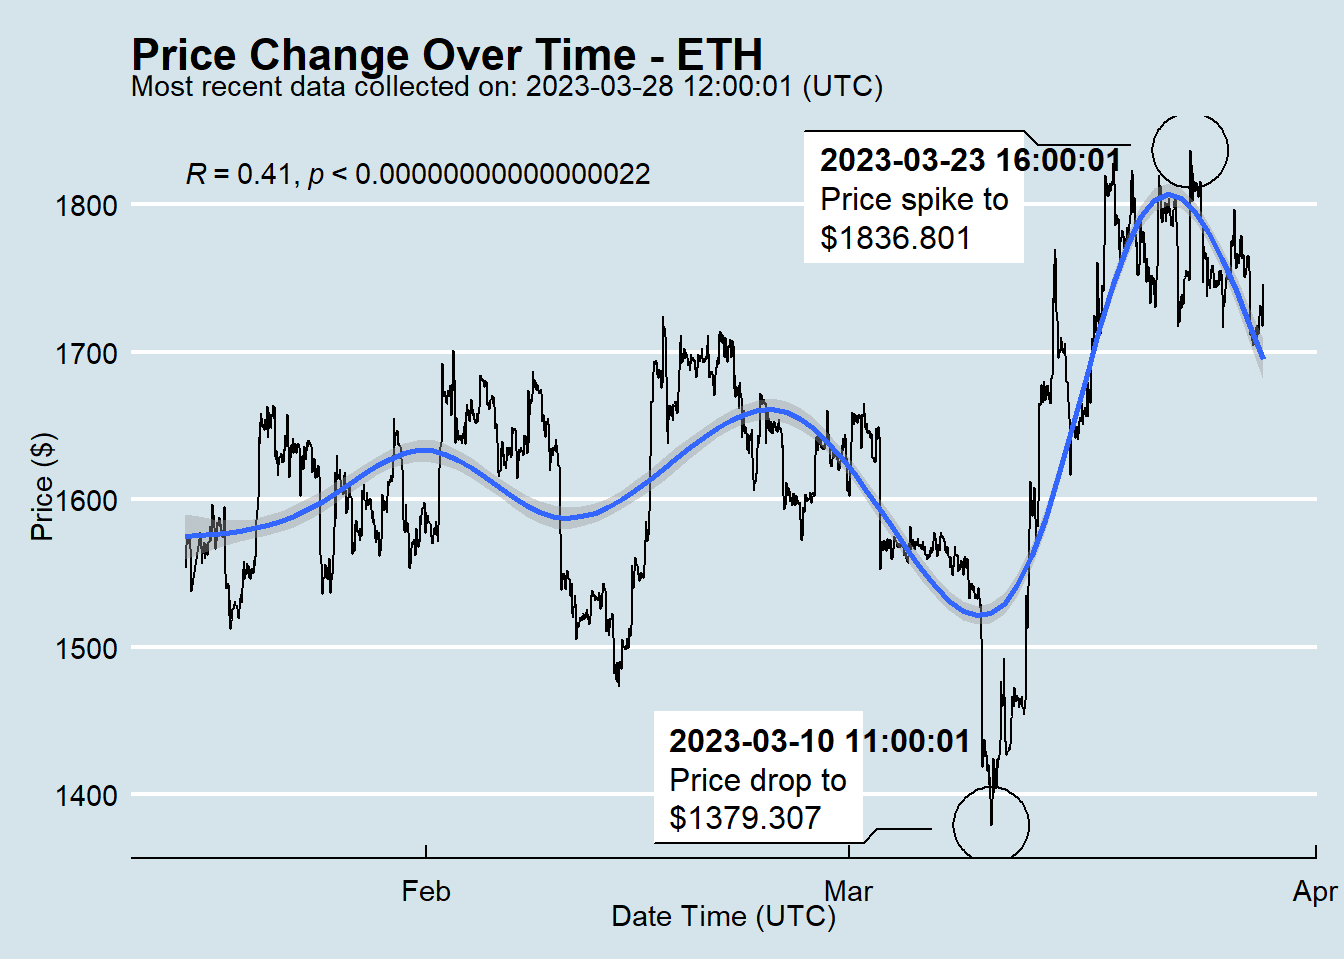 Price Change Over Time - ETH
Most recent data collected on: 2023-03-28 12:00:01 (UTC)
R = 0.41, p < 0.00000000000000022
2023-03-23 16:00:01
Price spike to
$1836.801
1800
1700
1600
1500
1400
Price ($)
2023-03-10 11:00:01
Price drop to
$1379.307
Feb
Mar
Apr
Date Time (UTC)